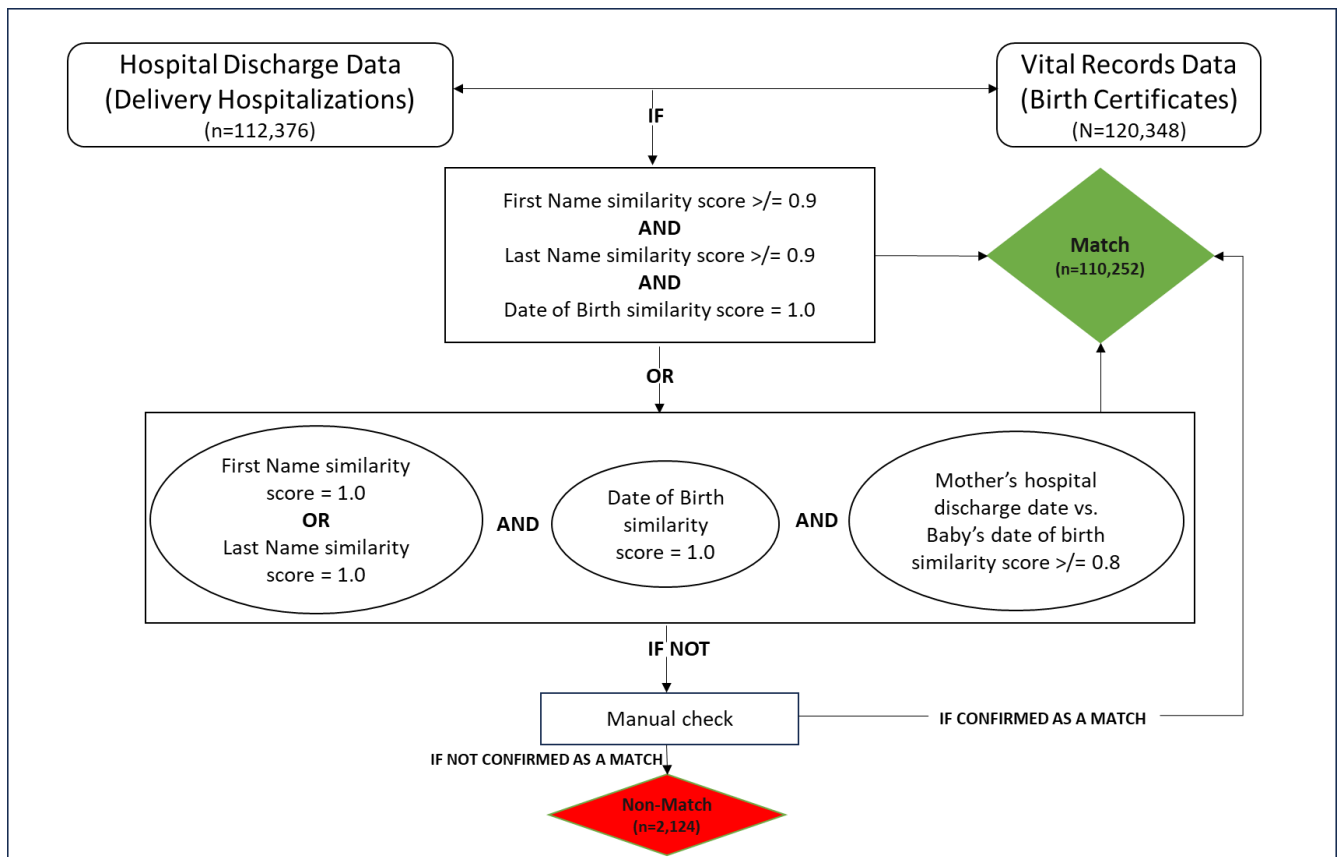 Hospital Discharge Data
(Delivery Hospitalizations)
(n=112,376)
Vital Records Data
(Birth Certificates)
(N=120,348)
IF
First Name similarity score >/= 0.9
AND
Last Name similarity score >/= 0.9
AND
Date of Birth similarity score = 1.0
Match
(n=110,252)
OR
First Name similarity
score = 1.0
OR
Last Name similarity
score = 1.0
AND
Date of Birth
similarity
score = 1.0
AND
Mother’s hospital
discharge date vs.
Baby’s date of birth
similarity score >/= 0.8
IF NOT
Manual check
IF CONFIRMED AS A MATCH
IF NOT CONFIRMED AS A MATCH
Non-Match
(n=2,124)